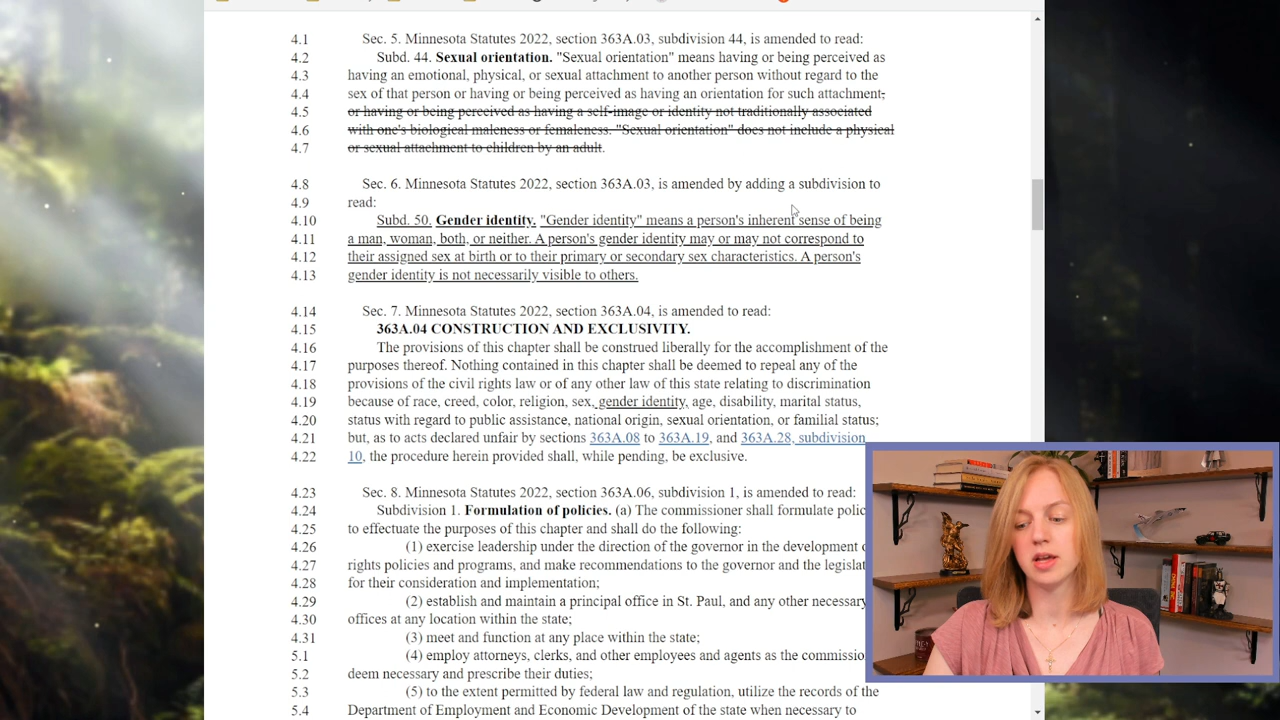 4.1 Sec. 5. Minnesota Statutes 2022, section 363A.03, subdivision 44, is amended to read:
4.2 Subd. 44. Sexual orientation. "Sexual orientation" means having or being perceived as
4.3 having an emotional, physical, or sexual attachment to another person without regard to the
4.4 sex of that person or having or being perceived as having an orientation for such attachment,
4.5 or having or being perceived as having a self-image or identity not traditionally associated
4.6 with one's biological maleness or femaleness. "Sexual orientation" does not include a physical
4.7 or sexual attachment to children by an adult.
4.8 Sec. 6. Minnesota Statutes 2022, section 363A.03, is amended by adding a subdivision to
4.9 read:
4.10 Subd. 50. Gender identity. "Gender identity" means a person's inherent sense of being
4.11 a man, woman, both, or neither. A person's gender identity may or may not correspond to
4.12 their assigned sex at birth or to their primary or secondary sex characteristics. A person's
4.13 gender identity is not necessarily visible to others.
4.14 Sec. 7. Minnesota Statutes 2022, section 363A.04, is amended to read:
4.15 363A.04 CONSTRUCTION AND EXCLUSIVITY.
4.16 The provisions of this chapter shall be construed liberally for the accomplishment of the
4.17 purposes thereof. Nothing contained in this chapter shall be deemed to repeal any of the
4.18 provisions of the civil rights law or of any other law of this state relating to discrimination
4.19 because of race, creed, color, religion, sex, gender identity, age, disability, marital status,
4.20 status with regard to public assistance, national origin, sexual orientation, or familial status;
4.21 but, as to acts declared unfair by sections 363A.08 to 363A.19, and 363A.28, subdivision
4.22 10, the procedure herein provided shall, while pending, be exclusive.
4.23 Sec. 8. Minnesota Statutes 2022, section 363A.06, subdivision 1, is amended to read:
4.24 Subdivision 1. Formulation of policies. (a) The commissioner shall formulate polic
4.25 to effectuate the purposes of this chapter and shall do the following:
4.26 (1) exercise leadership under the direction of the governor in the development
4.27 rights policies and programs, and make recommendations to the governor and the legislat
4.28 for their consideration and implementation;
4.29 (2) establish and maintain a principal office in St. Paul, and any other necessary
4.30 offices at any location within the state;
4.31 (3) meet and function at any place within the state;
5.1 (4) employ attorneys, clerks, and other employees and agents as the commissio
5.2 deem necessary and prescribe their duties;
5.3 (5) to the extent permitted by federal law and regulation, utilize the records of the
5.4 Department of Employment and Economic Development of the state when necessary to